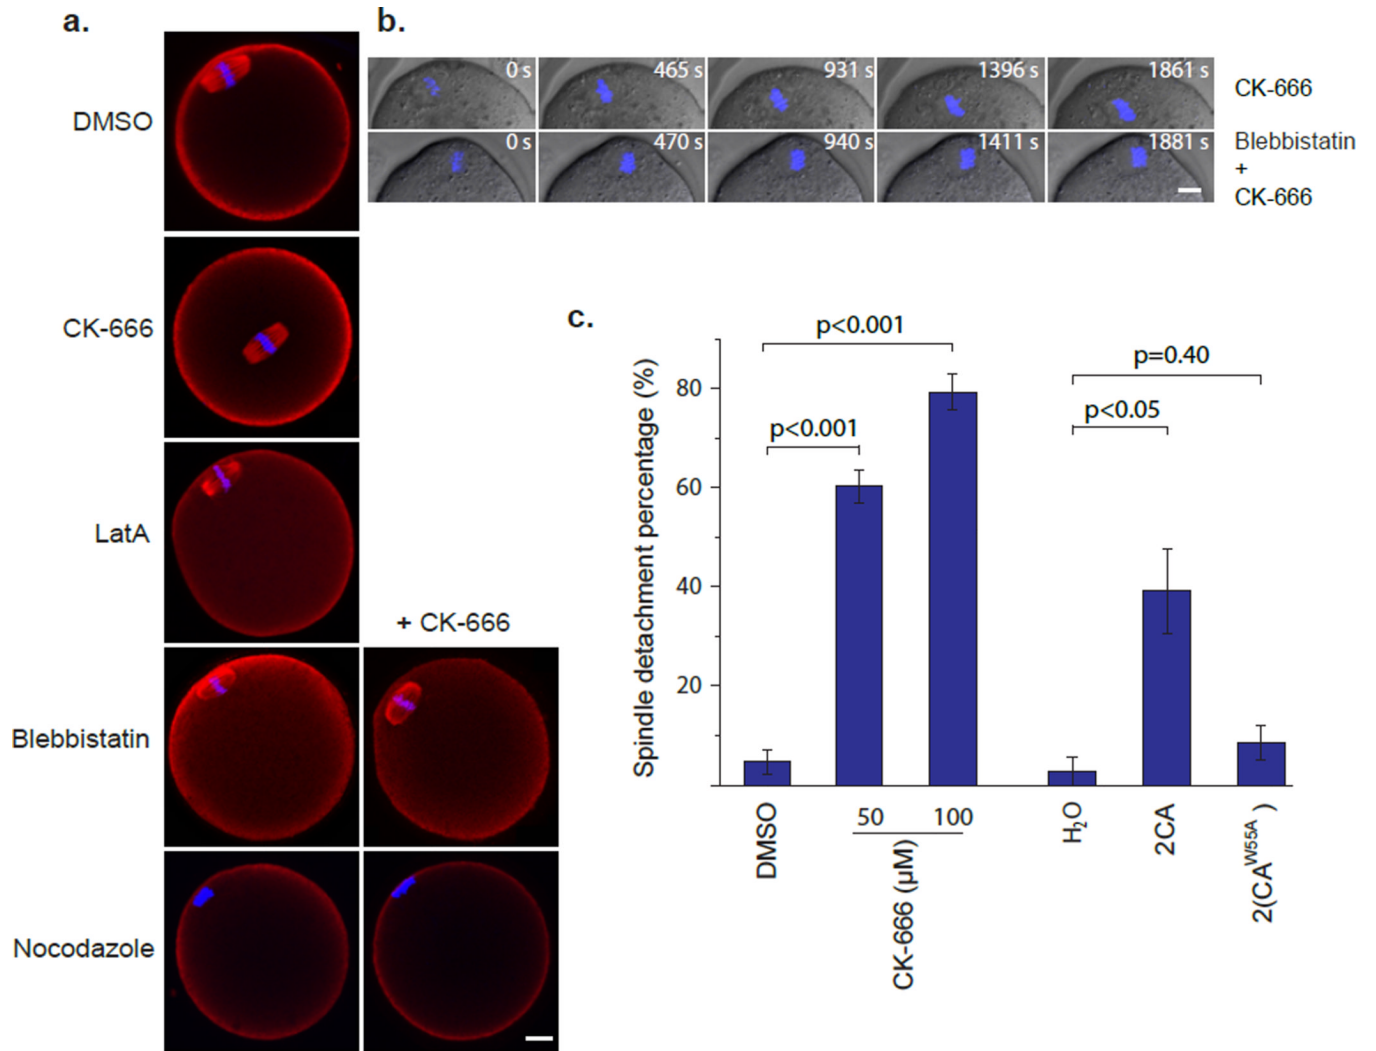 a.
DMSO
CK-666
LatA
+ CK-666
Blebbistatin
Nocodazole
b.
0 s
465 s
931 s
1396 s
1861 s
CK-666
0 s
470 s
940 s
1411 s
1881 s
Blebbistatin
+
CK-666
c.
Spindle detachment percentage (%)
80
60
40
20
p<0.001
p<0.001
p=0.40
p<0.05
DMSO
50
100
CK-666 (µM)
H₂O
2CA
2(CA^W55A)